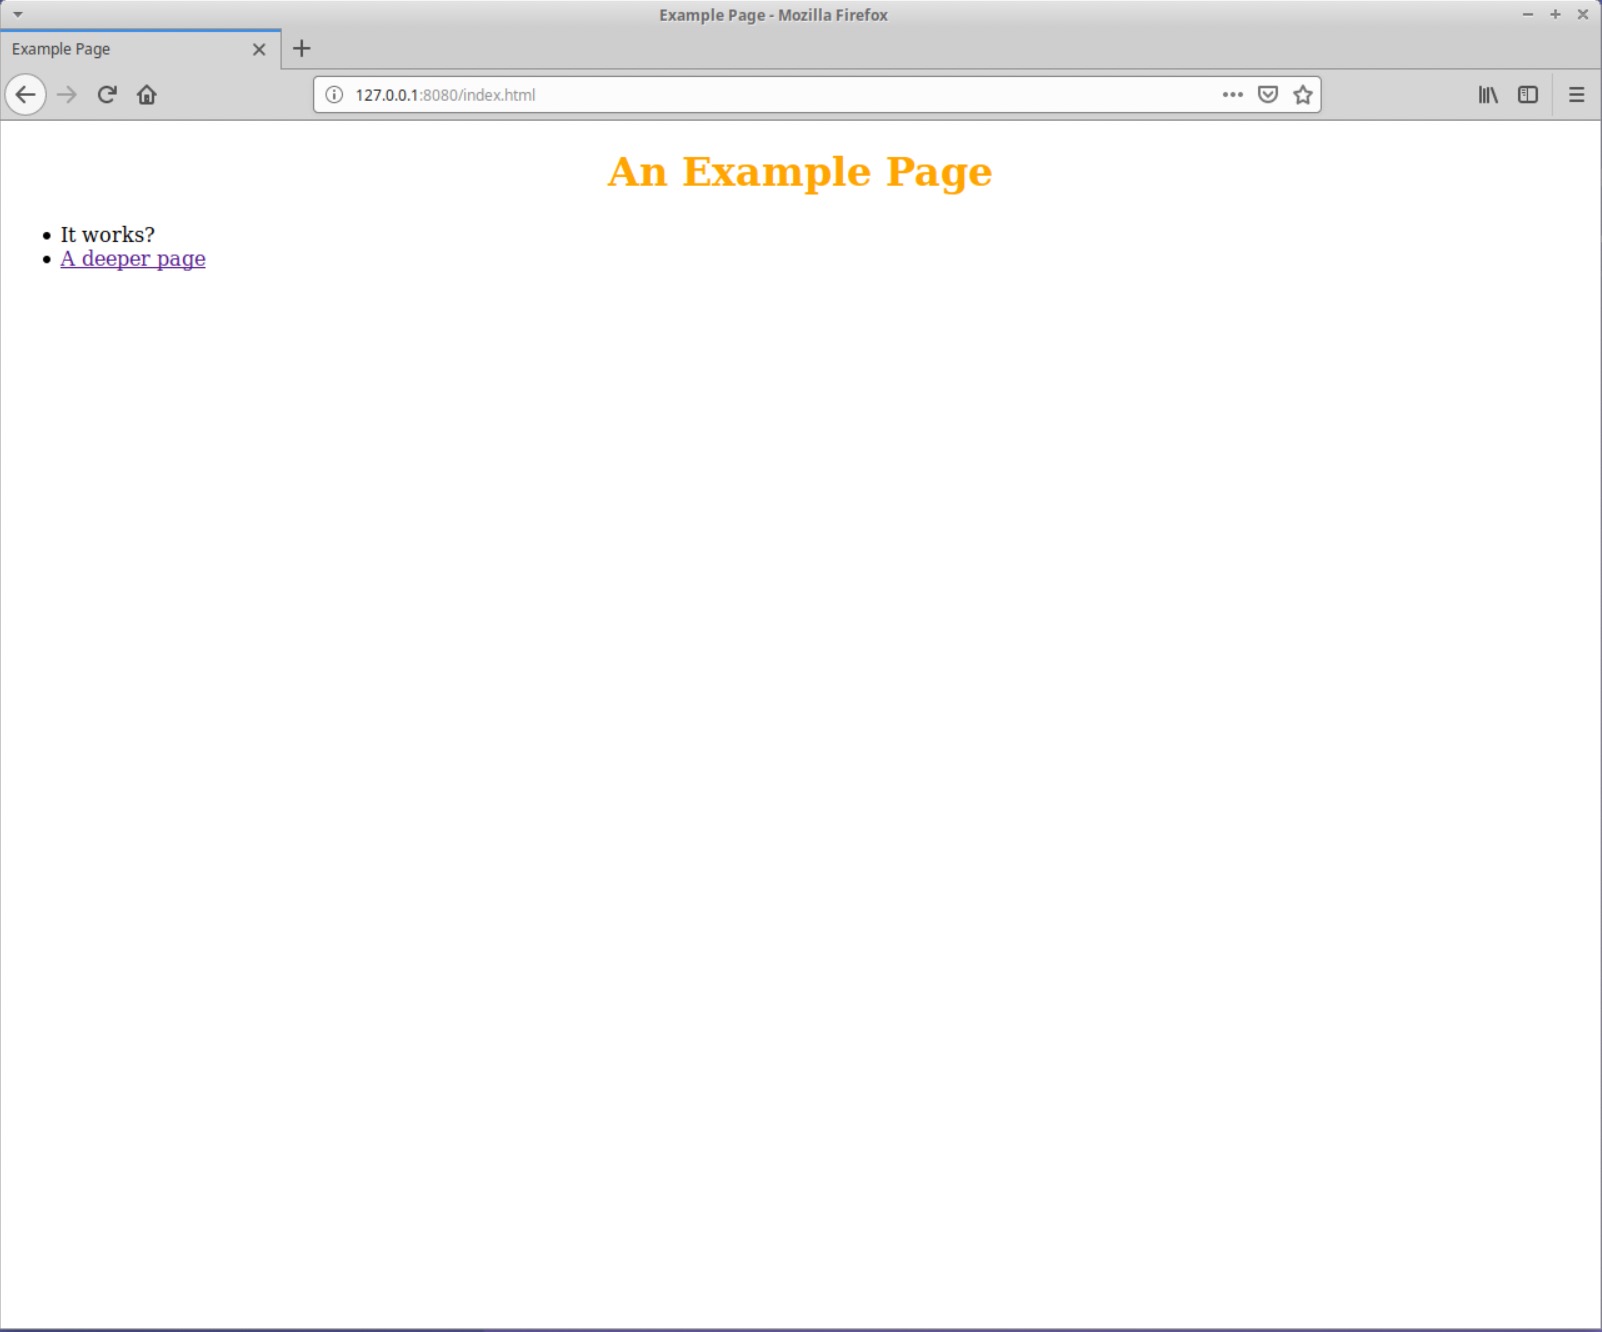 Example Page - Mozilla Firefox
Example Page
127.0.0.1:8080/index.html
An Example Page
It works?
A deeper page